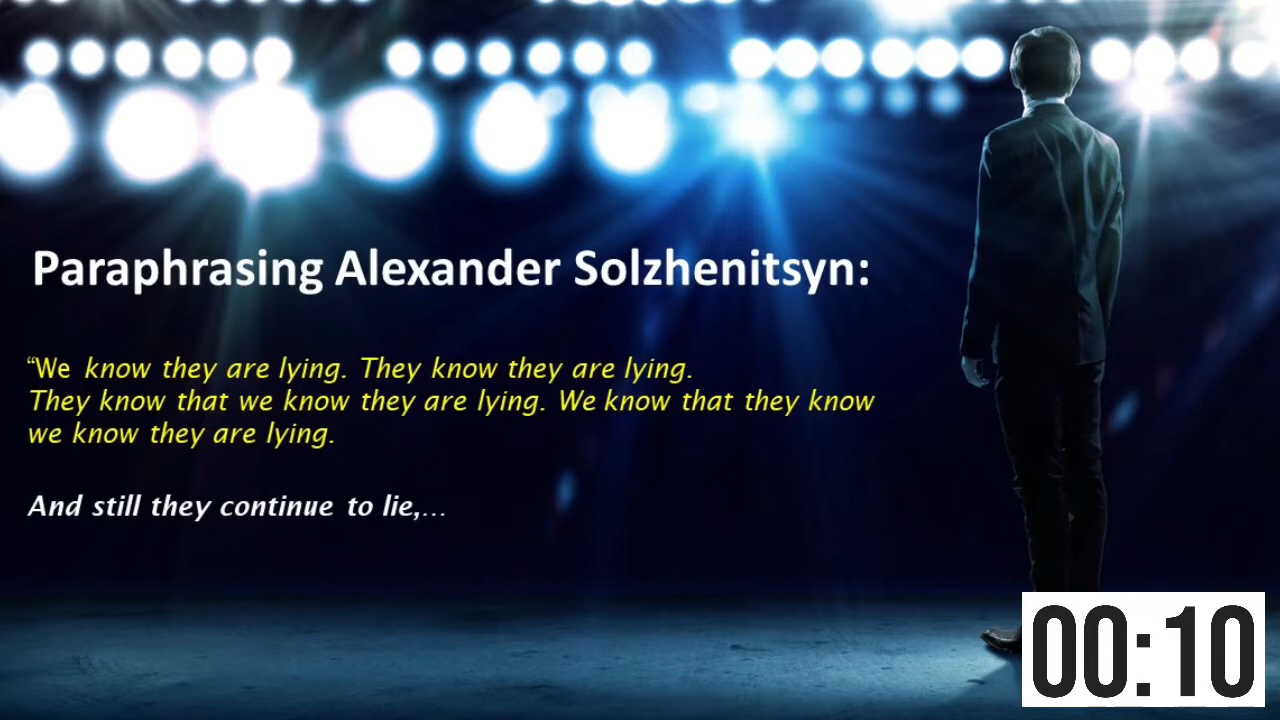 Paraphrasing Alexander Solzhenitsyn:
“We know they are lying. They know they are lying.
They know that we know they are lying. We know that they know
we know they are lying.
And still they continue to lie,...
00:10